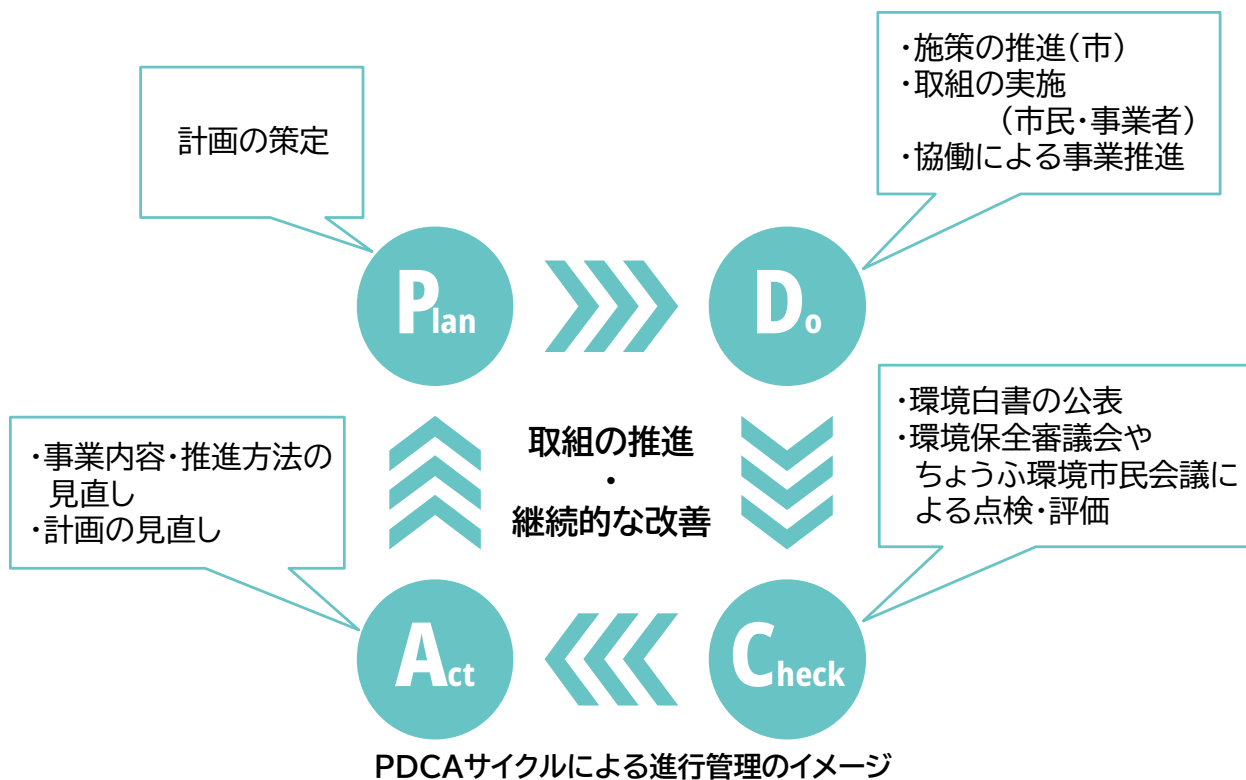 計画の策定
・施策の推進(市)
・取組の実施
(市民・事業者)
・協働による事業推進
Plan
Do
・事業内容・推進方法の
見直し
・計画の見直し
取組の推進
・
継続的な改善
・環境白書の公表
・環境保全審議会や
ちょうふ環境市民会議に
よる点検・評価
Act
Check
PDCAサイクルによる進行管理のイメージ